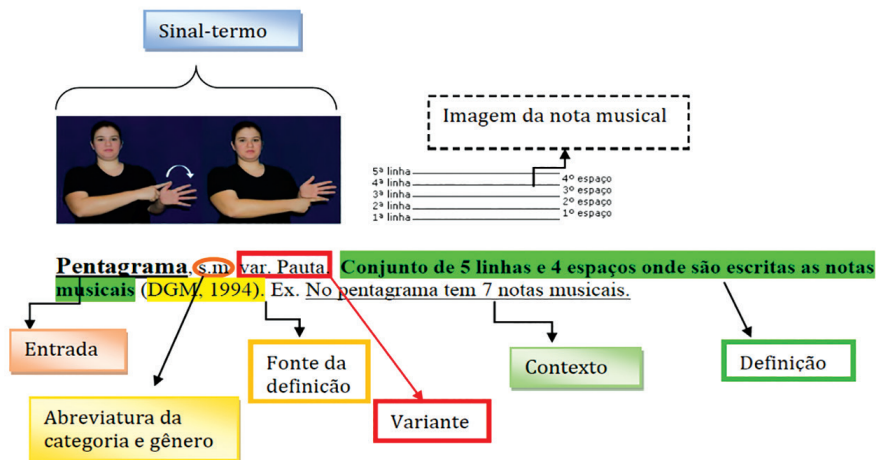 Sinal-termo
Imagem da nota musical
5ª linha
4ª linha
3ª linha
2ª linha
1ª linha
4º espaço
3º espaço
2º espaço
1º espaço
Pentagrama, s.m var. Pauta. Conjunto de 5 linhas e 4 espaços onde são escritas as notas
musicais (DGM, 1994). Ex. No pentagrama tem 7 notas musicais.
Entrada
Fonte da
definicão
Contexto
Definição
Abreviatura da
categoria e gênero
Variante